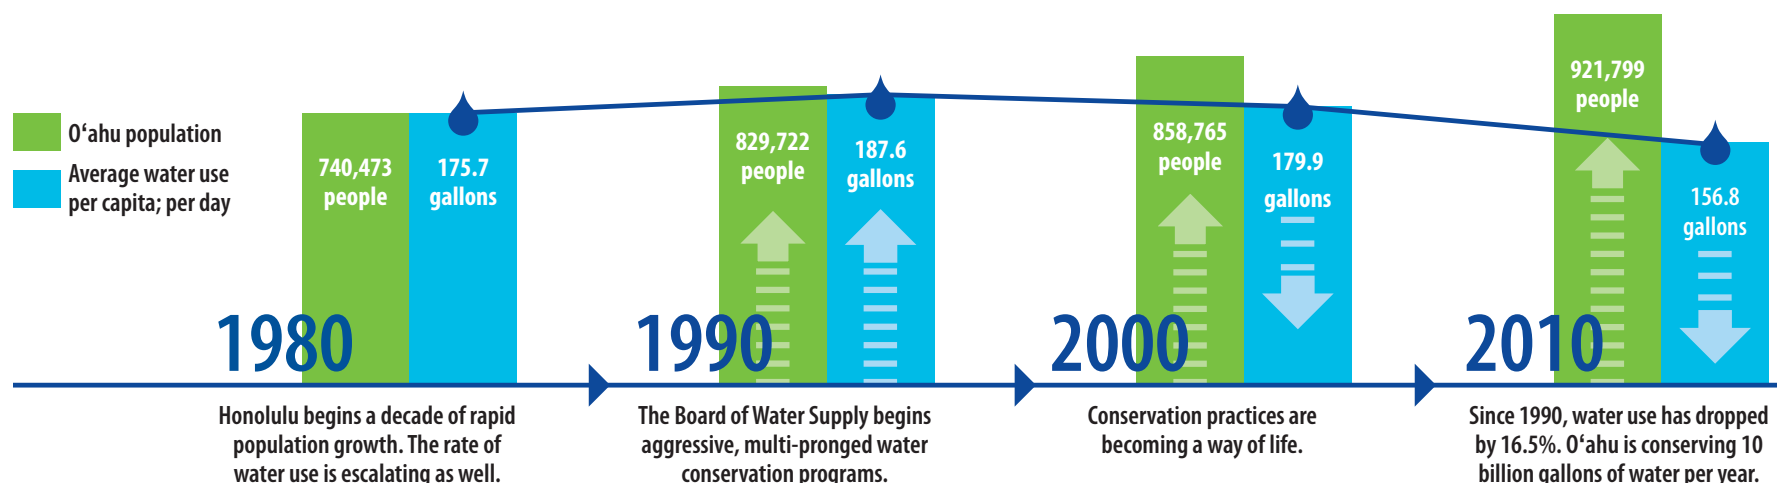 Oʻahu population
Average water use
per capita; per day
740,473
people
175.7
gallons
1980
Honolulu begins a decade of rapid
population growth. The rate of
water use is escalating as well.
829,722
people
187.6
gallons
1990
The Board of Water Supply begins
aggressive, multi-pronged water
conservation programs.
858,765
people
179.9
gallons
2000
Conservation practices are
becoming a way of life.
921,799
people
156.8
gallons
2010
Since 1990, water use has dropped
by 16.5%. Oʻahu is conserving 10
billion gallons of water per year.